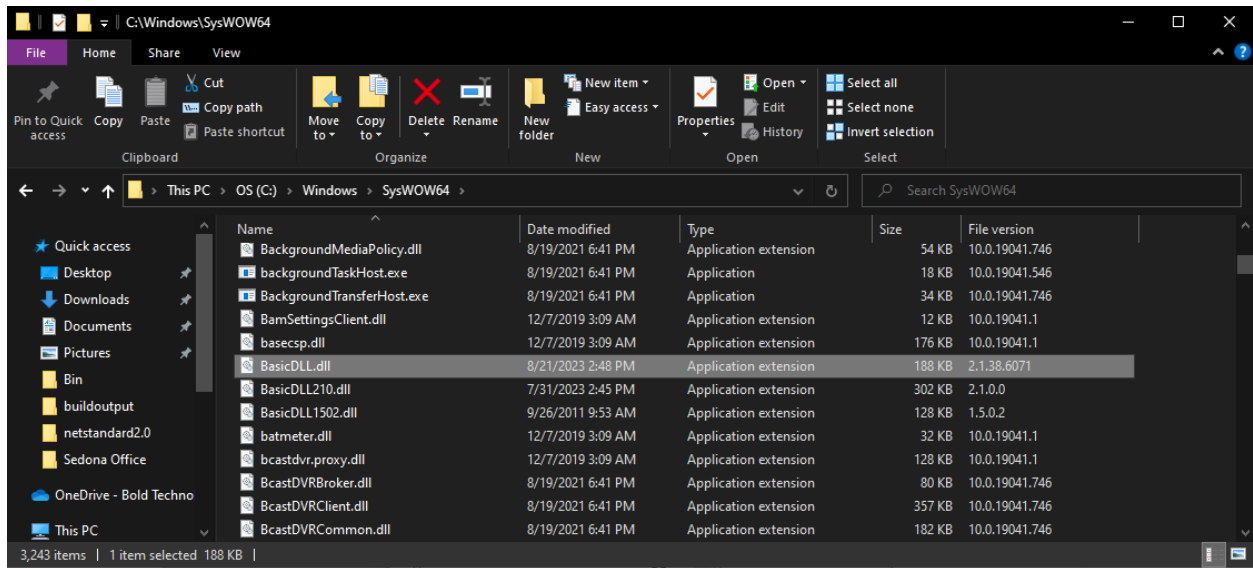 C:\Windows\SysWOW64
File Home Share View
Pin to Quick access Copy Paste Cut
Copy path
Paste shortcut
Move to Copy to Delete Rename
New folder New item
Easy access
Properties Open
Edit
History
Select all
Select none
Invert selection
Clipboard Organize New Open Select
This PC > OS (C:) > Windows > SysWOW64 > Search SysWOW64
Quick access
Desktop
Downloads
Documents
Pictures
Bin
buildoutput
netstandard2.0
Sedona Office
OneDrive - Bold Techno
This PC
Name Date modified Type Size File version
BackgroundMediaPolicy.dll 8/19/2021 6:41 PM Application extension 54 KB 10.0.19041.746
backgroundTaskHost.exe 8/19/2021 6:41 PM Application 18 KB 10.0.19041.546
BackgroundTransferHost.exe 8/19/2021 6:41 PM Application 34 KB 10.0.19041.746
BamSettingsClient.dll 12/7/2019 3:09 AM Application extension 12 KB 10.0.19041.1
basecsp.dll 12/7/2019 3:09 AM Application extension 176 KB 10.0.19041.1
BasicDLL.dll 8/21/2023 2:48 PM Application extension 188 KB 2.1.38.6071
BasicDLL210.dll 7/31/2023 2:45 PM Application extension 302 KB 2.1.0.0
BasicDLL1502.dll 9/26/2011 9:53 AM Application extension 128 KB 1.5.0.2
batmeter.dll 12/7/2019 3:09 AM Application extension 32 KB 10.0.19041.1
bcastdvr.proxy.dll 12/7/2019 3:09 AM Application extension 128 KB 10.0.19041.1
BcastDVRBroker.dll 8/19/2021 6:41 PM Application extension 80 KB 10.0.19041.746
BcastDVRClient.dll 8/19/2021 6:41 PM Application extension 357 KB 10.0.19041.746
BcastDVRCommon.dll 8/19/2021 6:41 PM Application extension 182 KB 10.0.19041.746
3,243 items | 1 item selected 188 KB |